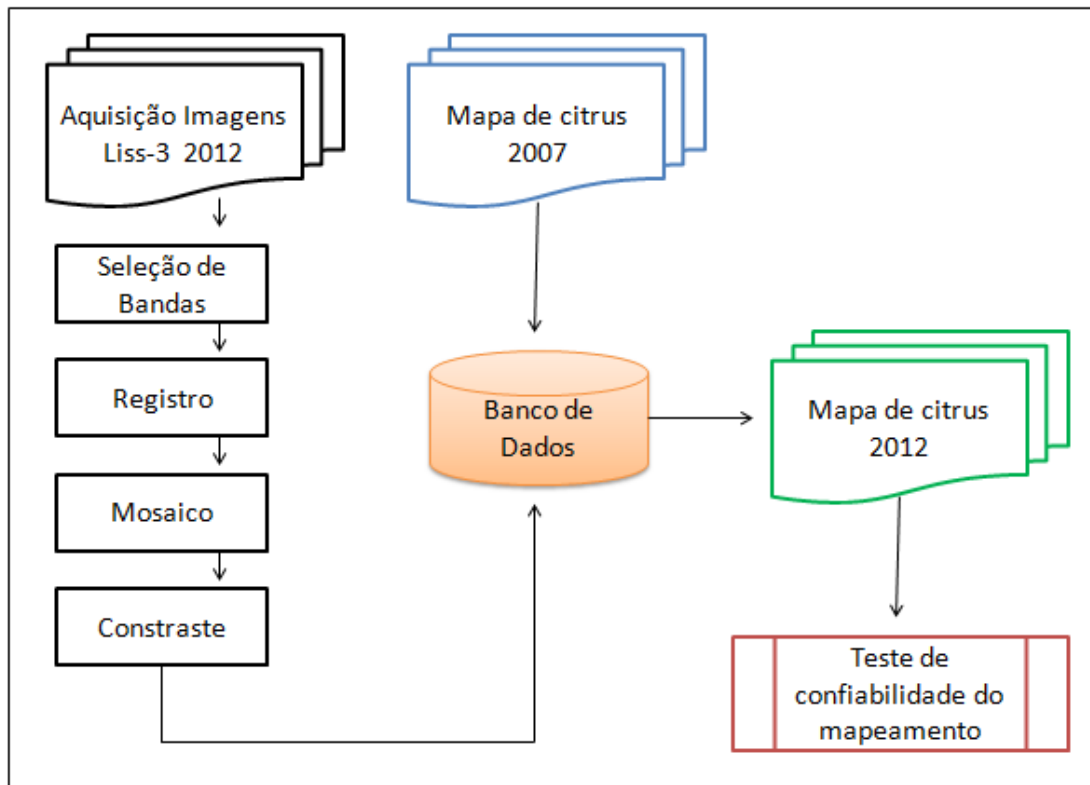 Aquisição Imagens
Liss-3 2012
Seleção de
Bandas
Registro
Mosaico
Constraste
Mapa de citrus
2007
Banco de
Dados
Mapa de citrus
2012
Teste de
confiabilidade do
mapeamento